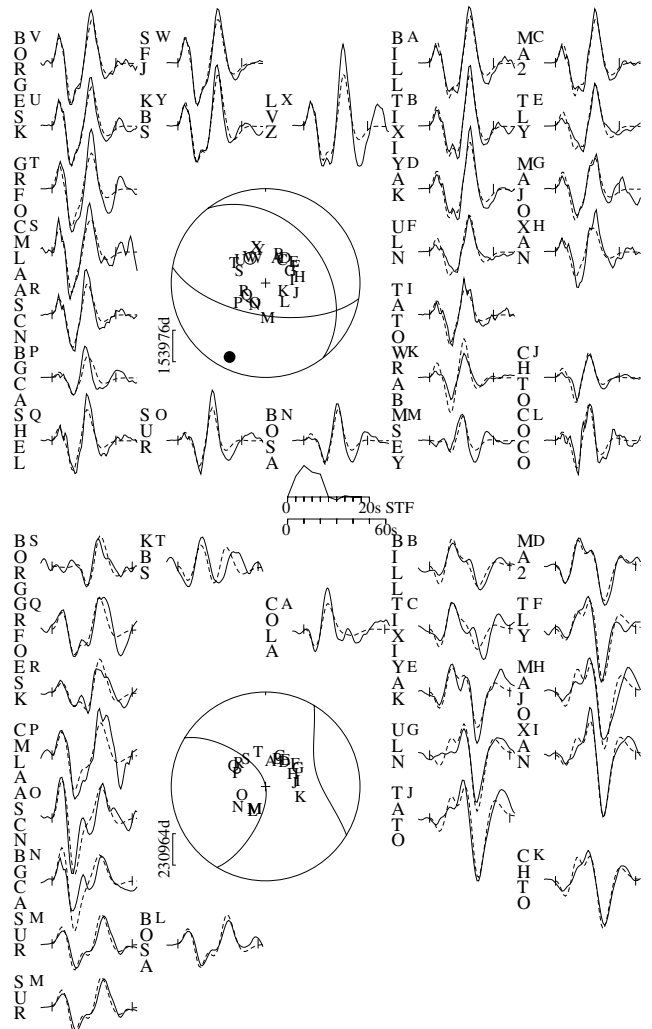 BORG V
SFJ W
BILL A
MA2 C
ESK U
KBS Y
LVZ X
TIXI B
TLY E
GRFO T
YAK D
MAJO G
CMLA S
ULN F
XAN H
ASCN R
TATO I
153976d
BGCA P
WRAB K
CHTO J
SHEL Q
SUR O
BOSA N
MSEY M
COCO L
0 20s STF
0 60s
BORG S
KBS T
BILL B
MA2 D
GRFO Q
COLA A
TIXI C
TLY F
ESK R
YAK E
MAJO H
CMLA P
ULN G
XAN I
ASCN O
TATO J
230964d
BGCA N
CHTO K
SUR M
BOSA L
SUR M